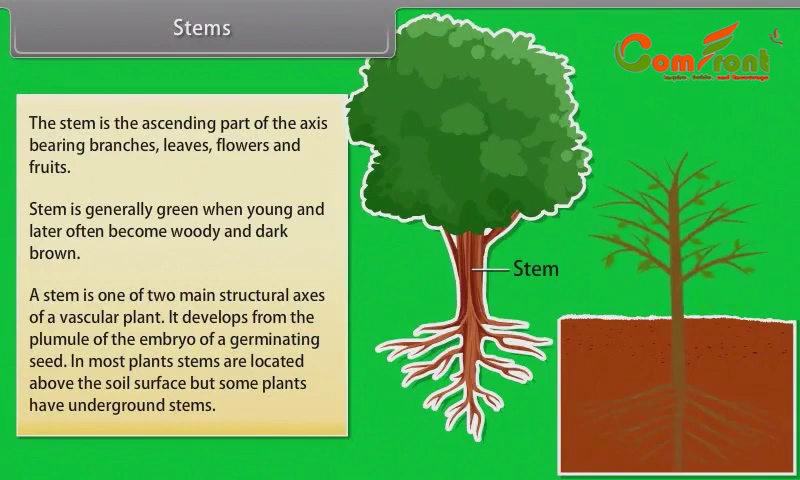 Stems
ComFront
The stem is the ascending part of the axis
bearing branches, leaves, flowers and
fruits.
Stem is generally green when young and
later often become woody and dark
brown.
A stem is one of two main structural axes
of a vascular plant. It develops from the
plumule of the embryo of a germinating
seed. In most plants stems are located
above the soil surface but some plants
have underground stems.
Stem